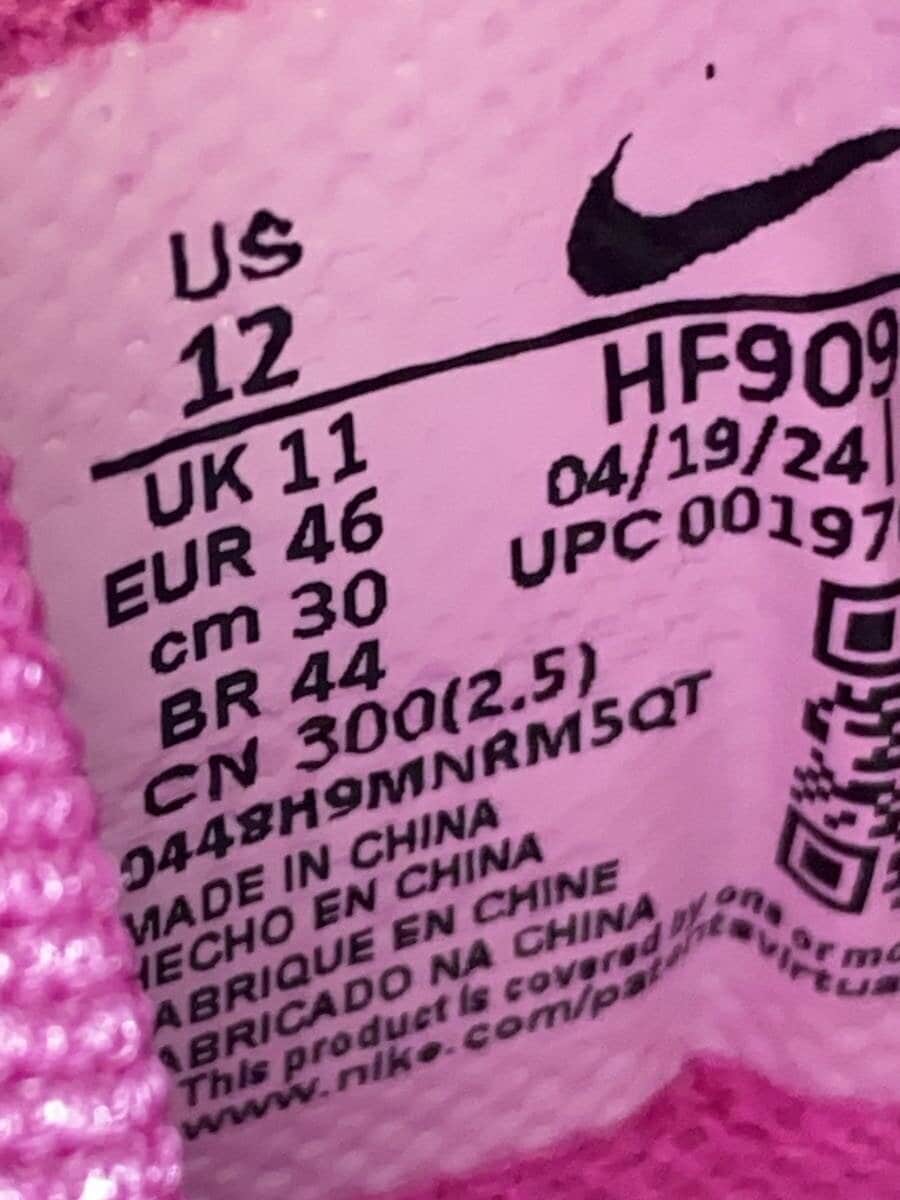 US
12
UK 11
EUR 46
cm 30
BR 44
CN 300(2.5)
0448H9MNRM5QT
MADE IN CHINA
HECHO EN CHINA
ABRIQUE EN CHINE
ABRICADO NA CHINA
This product is covered by one or mo
www.nike.com/patentsvirtua
HF909
04/19/24
UPC 00197